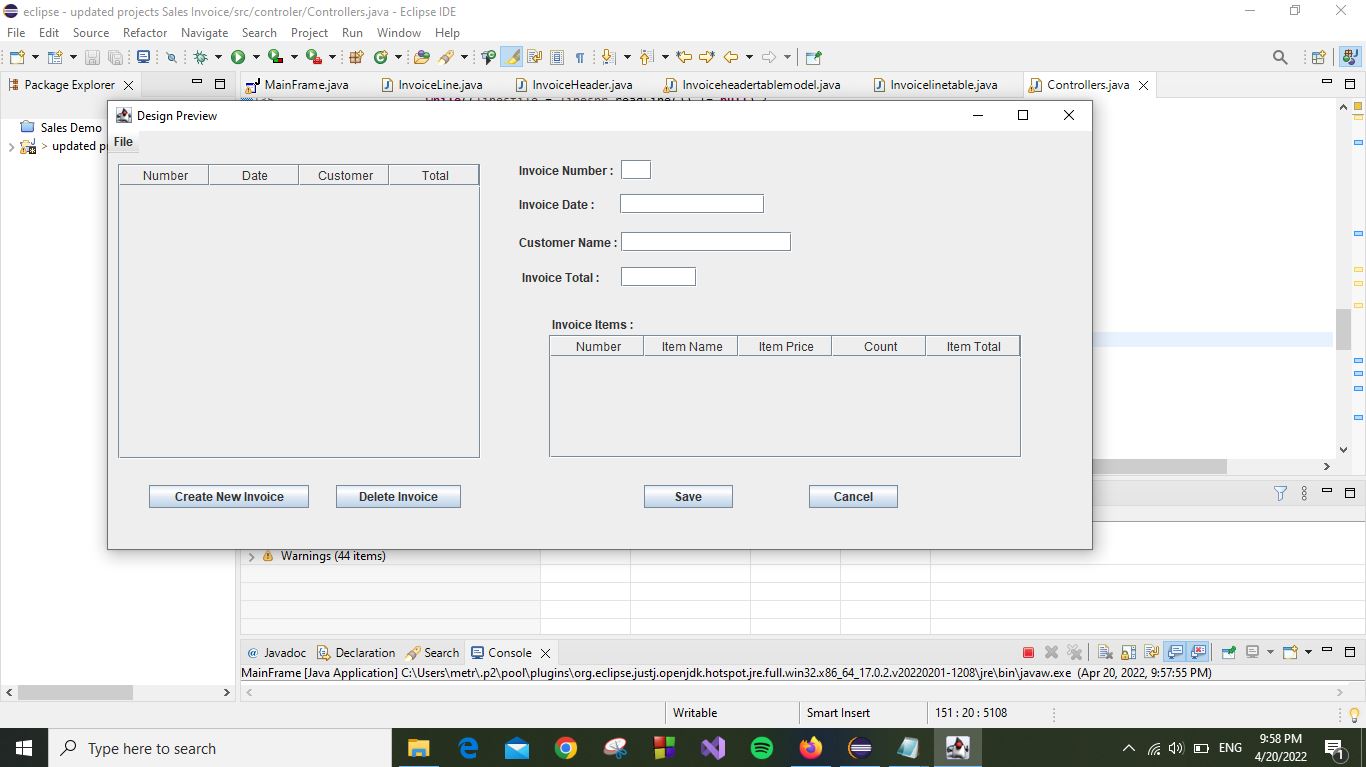 eclipse - updated projects Sales Invoice/src/controler/Controllers.java - Eclipse IDE
File Edit Source Refactor Navigate Search Project Run Window Help
Package Explorer
MainFrame.java InvoiceLine.java InvoiceHeader.java Invoiceheadertablemodel.java Invoicelinetable.java Controllers.java
Design Preview
Sales Demo
> updated p
File
Number Date Customer Total
Invoice Number :
Invoice Date :
Customer Name :
Invoice Total :
Invoice Items :
Number Item Name Item Price Count Item Total
Create New Invoice Delete Invoice Save Cancel
Warnings (44 items)
@ Javadoc Declaration Search Console
MainFrame [Java Application] C:\Users\metr\.p2\pool\plugins\org.eclipse.justj.openjdk.hotspot.jre.full.win32.x86_64_17.0.2.v20220201-1208\jre\bin\javaw.exe (Apr 20, 2022, 9:57:55 PM)
Writable Smart Insert 151 : 20 : 5108
Type here to search
ENG
9:58 PM
4/20/2022
1